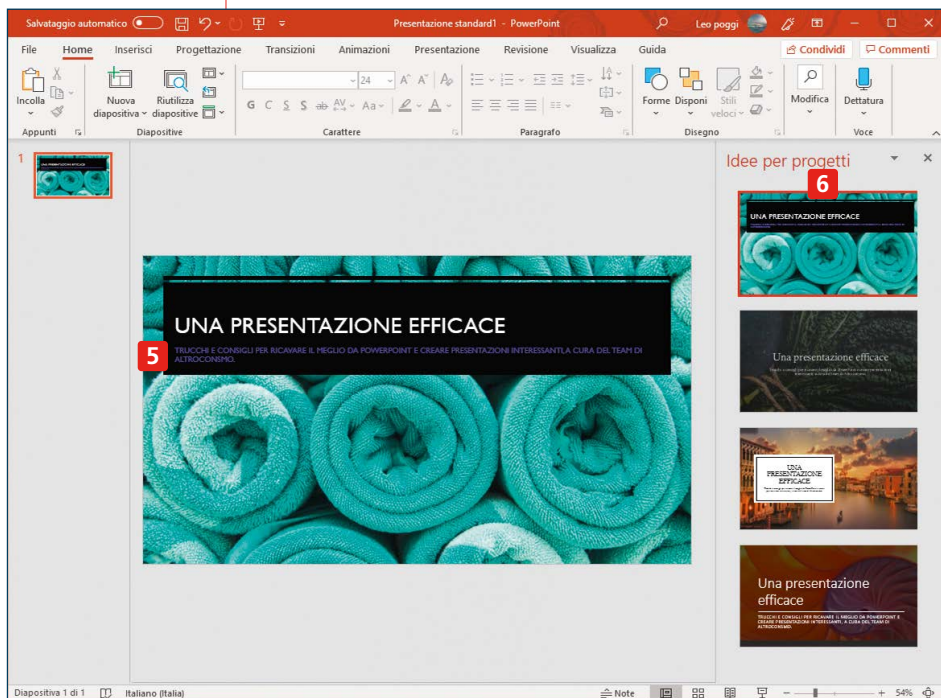 Salvataggio automatico
Presentazione standard1 - PowerPoint
Leo poggi
File Home Inserisci Progettazione Transizioni Animazioni Presentazione Revisione Visualizza Guida
Condividi Commenti
Incolla
Nuova diapositiva
Riutilizza diapositive
24
G C S S ab AV Aa A
Forme Disponi Stili veloci
Modifica
Dettatura
Appunti Diapositive Carattere Paragrafo Disegno Voce
1
UNA PRESENTAZIONE EFFICACE
5
TRUCCHI E CONSIGLI PER RICAVARE IL MEGLIO DA POWERPOINT E CREARE PRESENTAZIONI INTERESSANTI,A CURA DEL TEAM DI
ALTROCONSMO.
Idee per progetti
6
UNA PRESENTAZIONE EFFICACE
Una presentazione efficace
UNA
PRESENTAZIONE
EFFICACE
Una presentazione
efficace
TRUCCHI E CONSIGLI PER RICAVARE IL MEGLIO DA POWERPOINT E
CREARE PRESENTAZIONI INTERESSANTI, A CURA DEL TEAM DI
ALTROCONSMO.
Diapositiva 1 di 1 Italiano (Italia) Note 54%